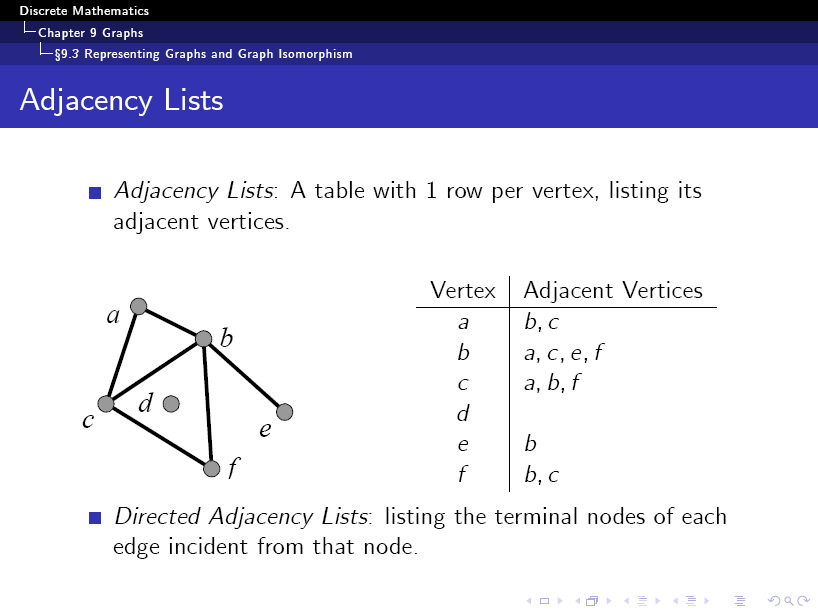 Discrete Mathematics
Chapter 9 Graphs
§9.3 Representing Graphs and Graph Isomorphism
Adjacency Lists
Adjacency Lists: A table with 1 row per vertex, listing its
adjacent vertices.
a
b
c
d
e
f
Vertex Adjacent Vertices
a b, c
b a, c, e, f
c a, b, f
d
e b
f b, c
Directed Adjacency Lists: listing the terminal nodes of each
edge incident from that node.